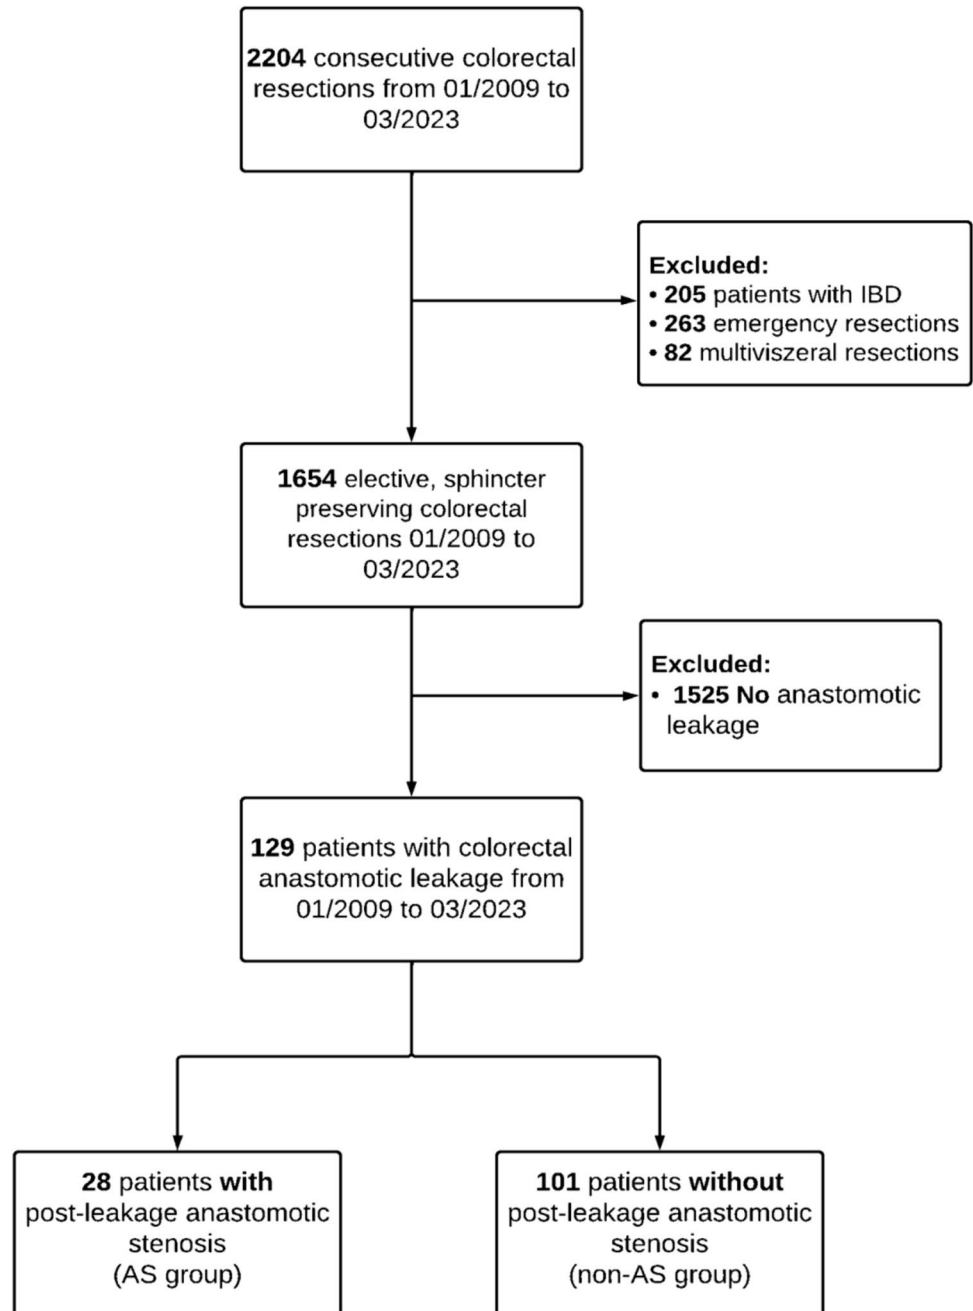 2204 consecutive colorectal
resections from 01/2009 to
03/2023
Excluded:
• 205 patients with IBD
• 263 emergency resections
• 82 multiviszeral resections
1654 elective, sphincter
preserving colorectal
resections 01/2009 to
03/2023
Excluded:
• 1525 No anastomotic
leakage
129 patients with colorectal
anastomotic leakage from
01/2009 to 03/2023
28 patients with
post-leakage anastomotic
stenosis
(AS group)
101 patients without
post-leakage anastomotic
stenosis
(non-AS group)